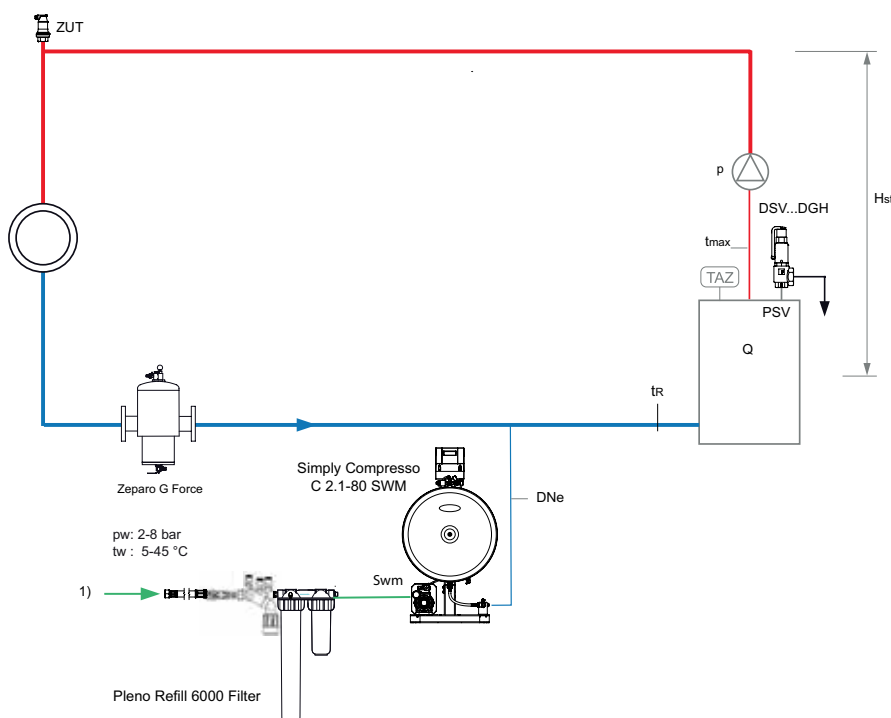 ZUT
p
Hst
DSV...DGH
tmax
TAZ
PSV
Q
tR
Zeparo G Force
Simply Compresso
C 2.1-80 SWM
DNe
pw: 2-8 bar
tw : 5-45 °C
Swm
1)
Pleno Refill 6000 Filter